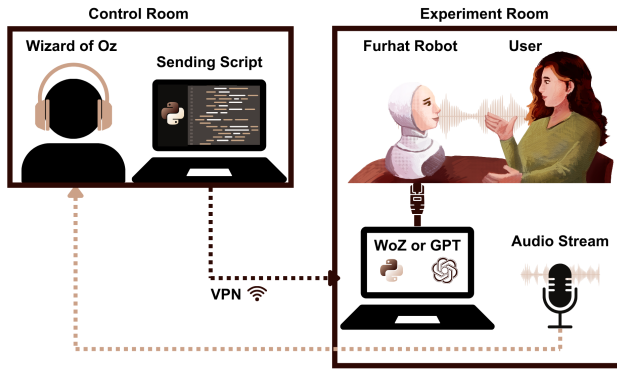 Control Room
Experiment Room
Wizard of Oz
Sending Script
Furhat Robot
User
WoZ or GPT
Audio Stream
VPN